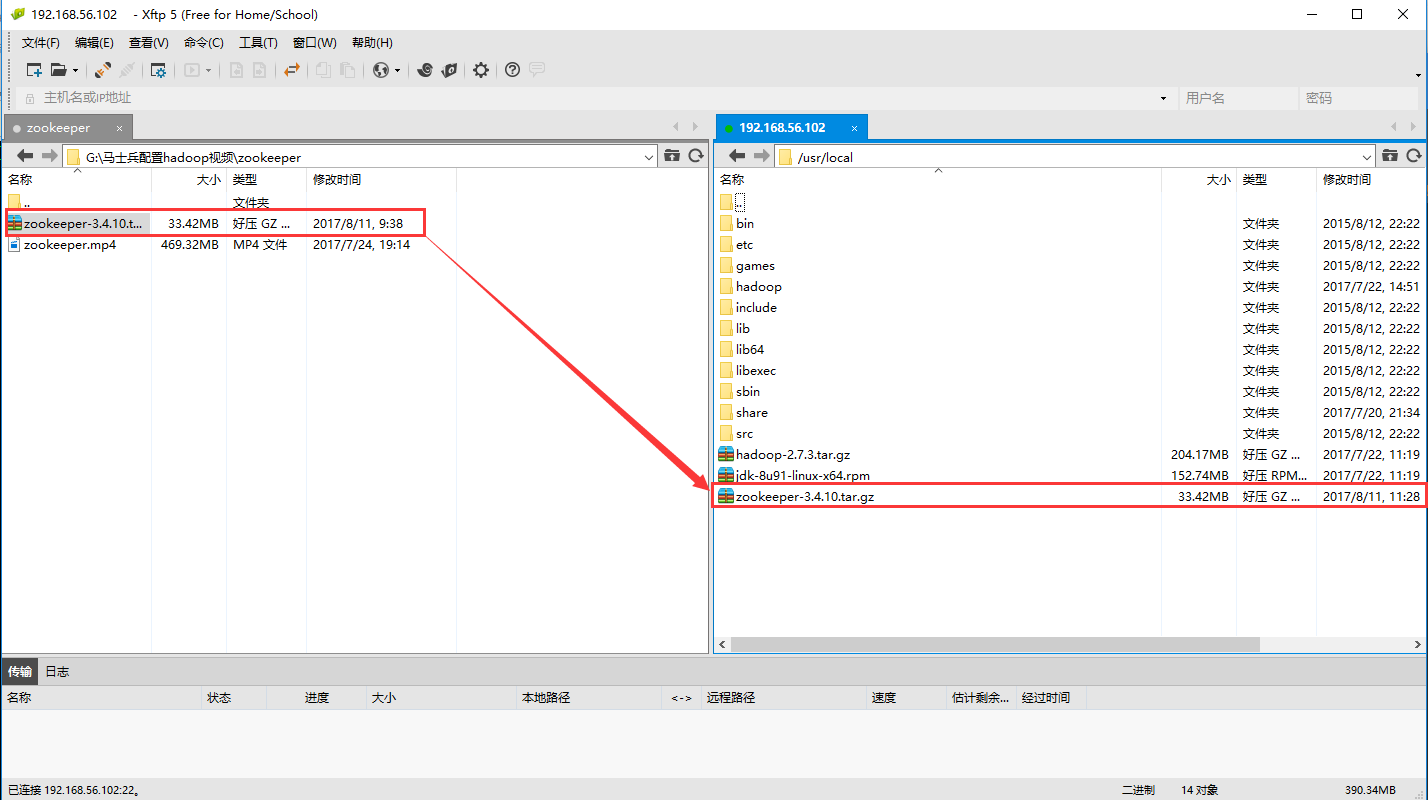 192.168.56.102 - Xftp 5 (Free for Home/School)
文件(F) 编辑(E) 查看(V) 命令(C) 工具(T) 窗口(W) 帮助(H)
主机名或IP地址 用户名 密码
zookeeper × 192.168.56.102 ×
G:\马士兵配置hadoop视频\zookeeper /usr/local
名称 大小 类型 修改时间
.. 文件夹
zookeeper-3.4.10.t... 33.42MB 好压 GZ ... 2017/8/11, 9:38
zookeeper.mp4 469.32MB MP4 文件 2017/7/24, 19:14
名称 大小 类型 修改时间
..
bin 文件夹 2015/8/12, 22:22
etc 文件夹 2015/8/12, 22:22
games 文件夹 2015/8/12, 22:22
hadoop 文件夹 2017/7/22, 14:51
include 文件夹 2015/8/12, 22:22
lib 文件夹 2015/8/12, 22:22
lib64 文件夹 2015/8/12, 22:22
libexec 文件夹 2015/8/12, 22:22
sbin 文件夹 2015/8/12, 22:22
share 文件夹 2017/7/20, 21:34
src 文件夹 2015/8/12, 22:22
hadoop-2.7.3.tar.gz 204.17MB 好压 GZ ... 2017/7/22, 11:19
jdk-8u91-linux-x64.rpm 152.74MB 好压 RPM... 2017/7/22, 11:19
zookeeper-3.4.10.tar.gz 33.42MB 好压 GZ ... 2017/8/11, 11:28
传输 日志
名称 状态 进度 大小 本地路径 <-> 远程路径 速度 估计剩余... 经过时间
已连接 192.168.56.102:22。 二进制 14 对象 390.34MB